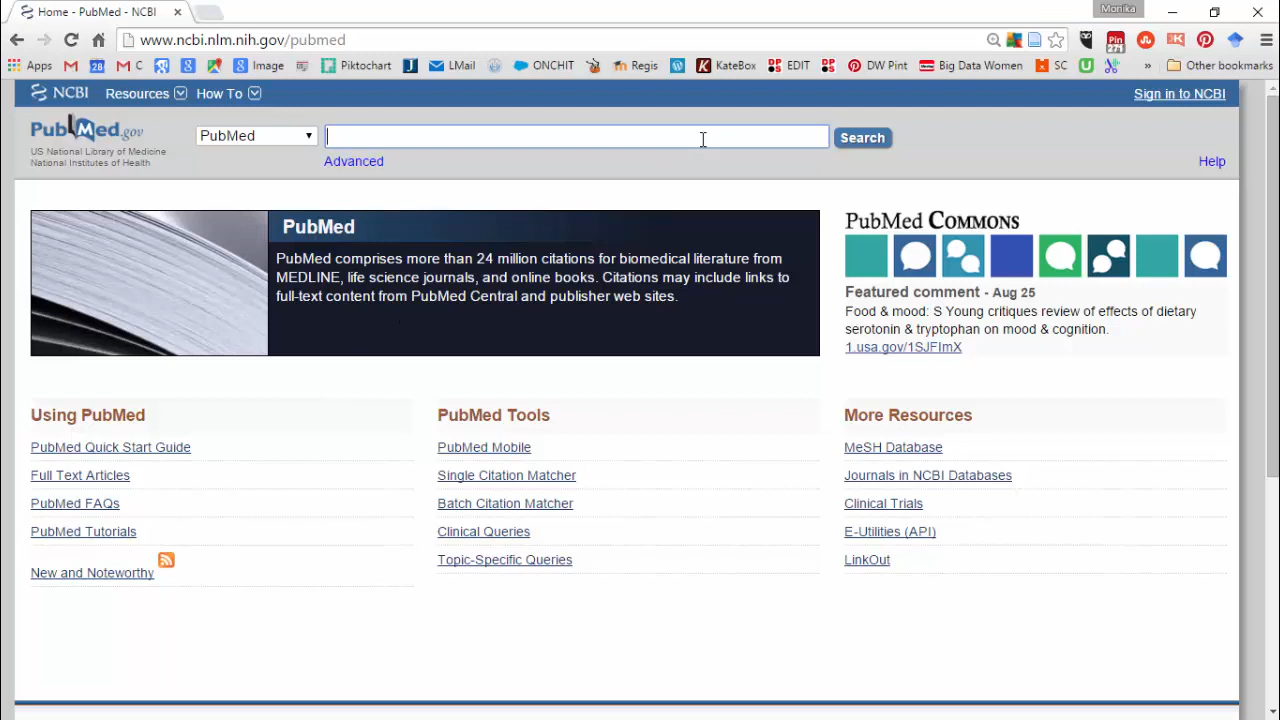 Home - PubMed - NCBI
Monika
www.ncbi.nlm.nih.gov/pubmed
Apps
28
C
8
8
Image
Piktochart
J
LMail
ONCHIT
Regis
KateBox
EDIT
DW Pint
Big Data Women
SC
»
Other bookmarks
Pin
271
NCBI
Resources
How To
Sign in to NCBI
PubMed.gov
US National Library of Medicine
National Institutes of Health
PubMed
Search
Advanced
Help
PubMed
PubMed comprises more than 24 million citations for biomedical literature from
MEDLINE, life science journals, and online books. Citations may include links to
full-text content from PubMed Central and publisher web sites.
PubMed Commons
Featured comment - Aug 25
Food & mood: S Young critiques review of effects of dietary
serotonin & tryptophan on mood & cognition.
1.usa.gov/1SJFImX
Using PubMed
PubMed Quick Start Guide
Full Text Articles
PubMed FAQs
PubMed Tutorials
New and Noteworthy
PubMed Tools
PubMed Mobile
Single Citation Matcher
Batch Citation Matcher
Clinical Queries
Topic-Specific Queries
More Resources
MeSH Database
Journals in NCBI Databases
Clinical Trials
E-Utilities (API)
LinkOut